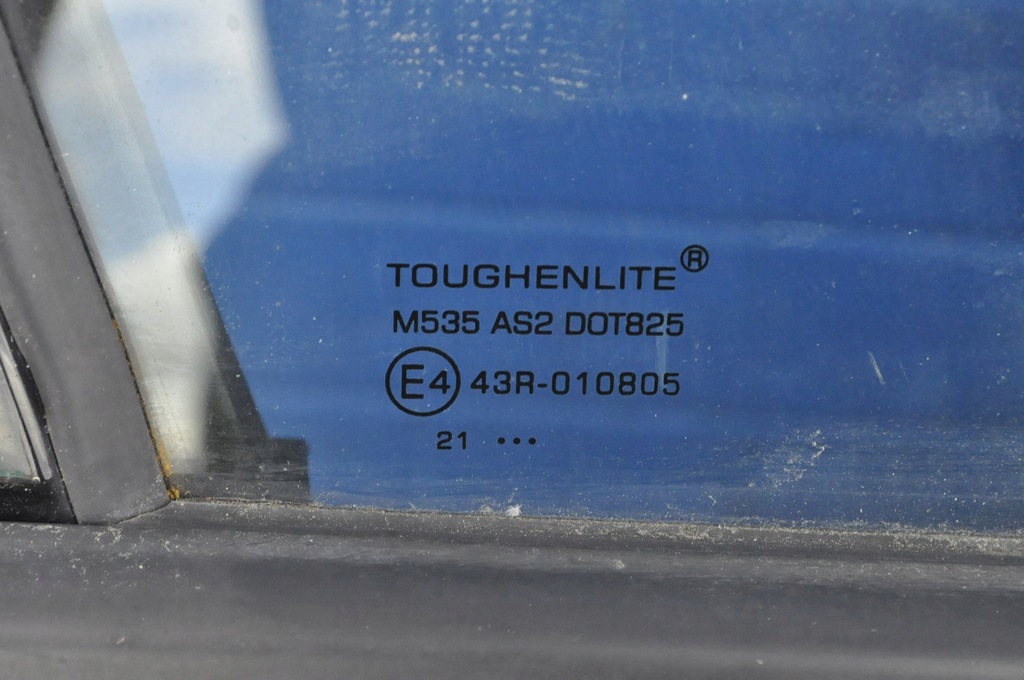 TOUGHENLITE®
M535 AS2 DOT825
E4 43R-010805
21 •••